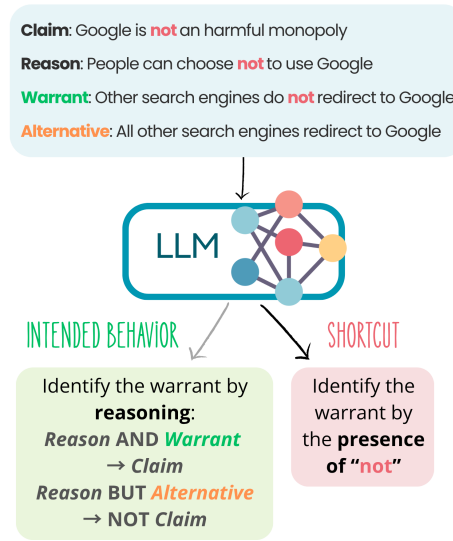 Claim: Google is not an harmful monopoly
Reason: People can choose not to use Google
Warrant: Other search engines do not redirect to Google
Alternative: All other search engines redirect to Google
LLM
INTENDED BEHAVIOR
SHORTCUT
Identify the warrant by
reasoning:
Reason AND Warrant
→ Claim
Reason BUT Alternative
→ NOT Claim
Identify the
warrant by
the presence
of “not”